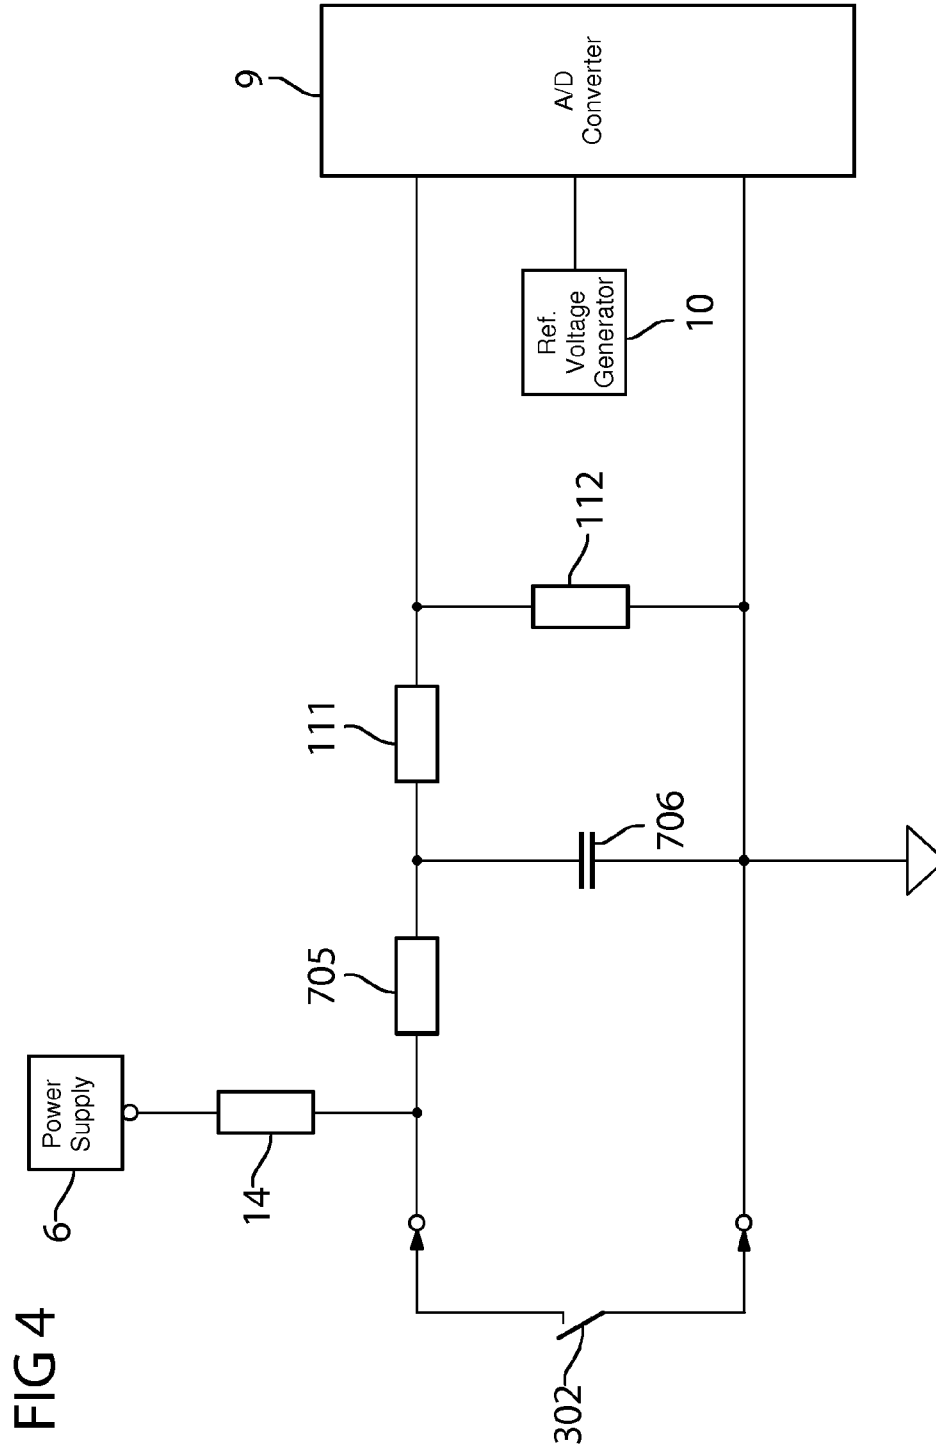 FIG 4
6
Power
Supply
14
705
111
112
9
A/D
Converter
Ref.
Voltage
Generator
10
706
302